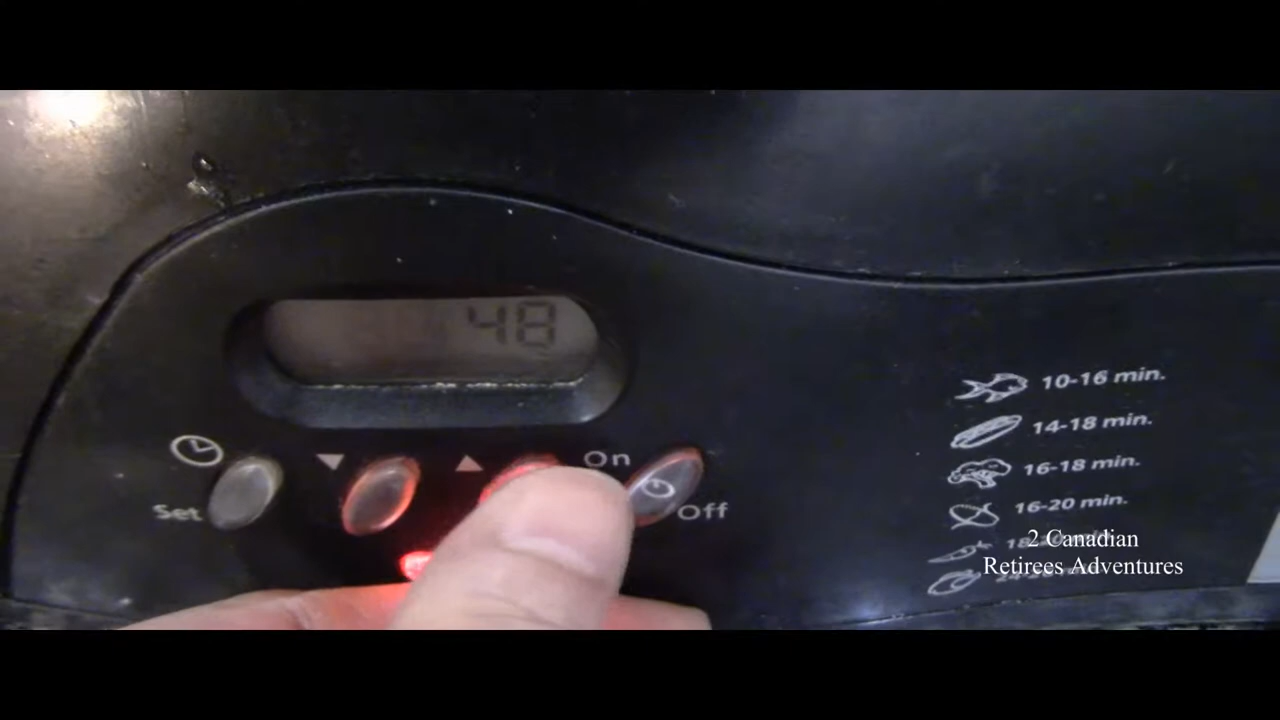 48
On
Set
Off
10-16 min.
14-18 min.
16-18 min.
16-20 min.
2 Canadian
Retirees Adventures